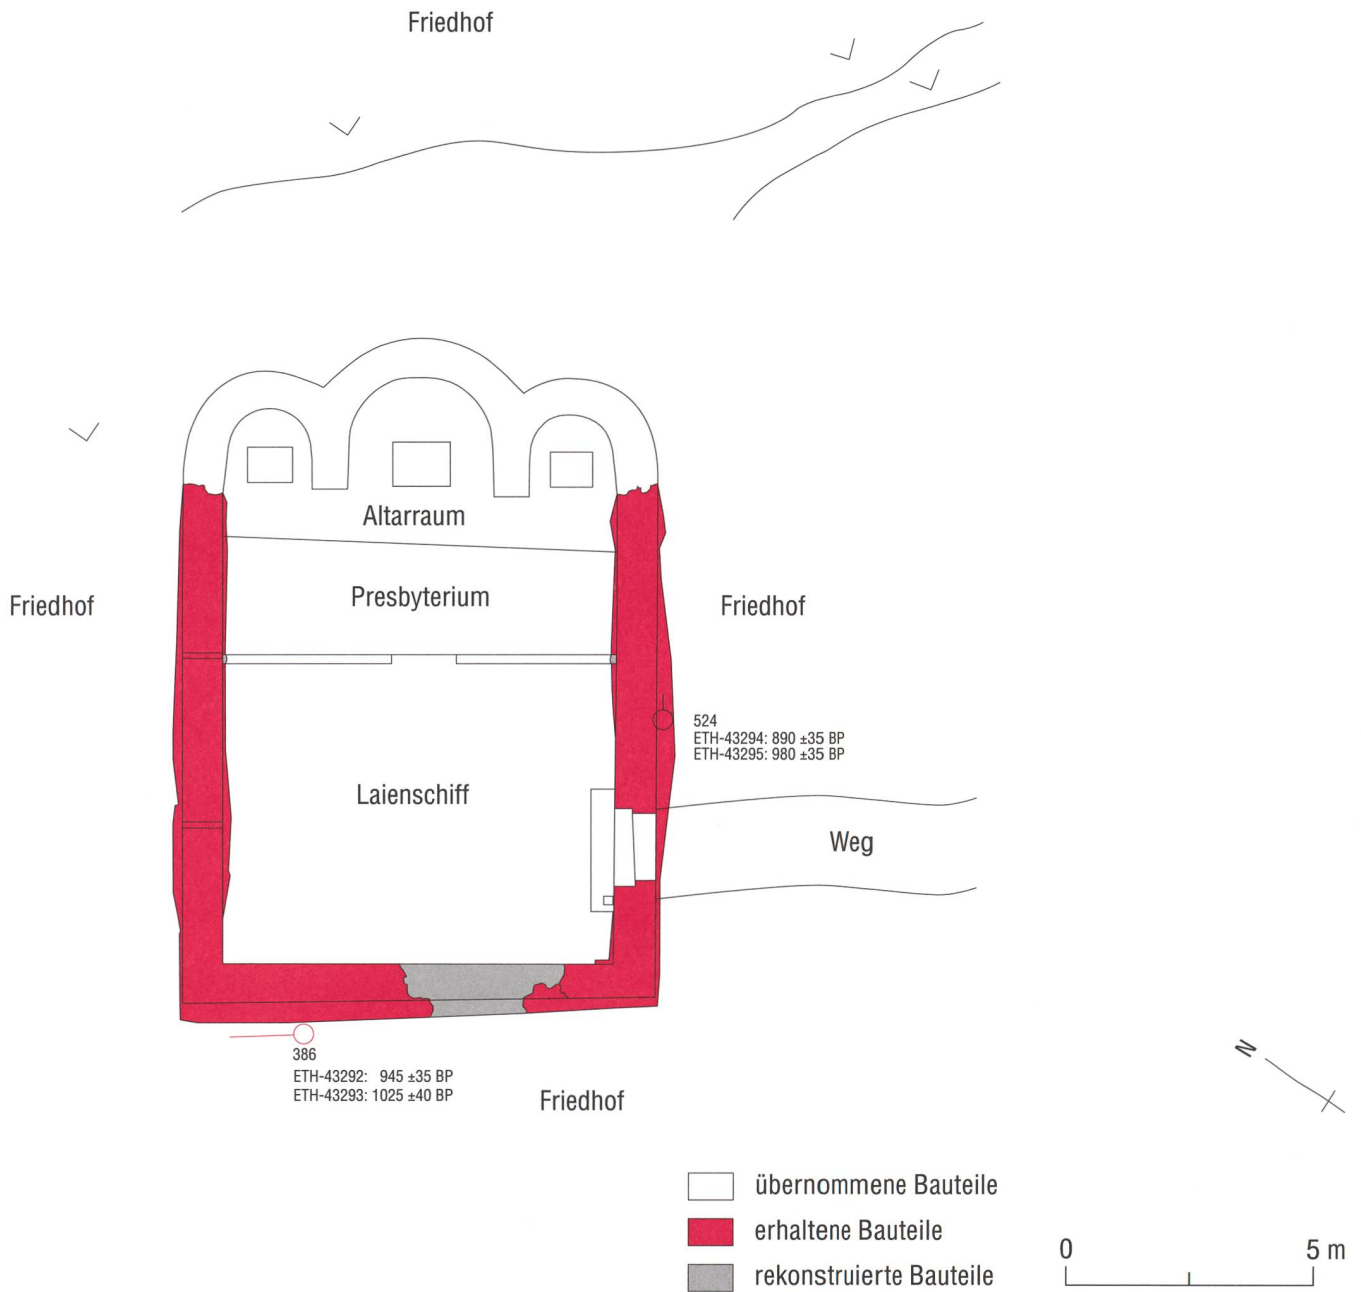 Friedhof
Altarraum
Presbyterium
Friedhof
Friedhof
524
ETH-43294: 890 ±35 BP
ETH-43295: 980 ±35 BP
Laienschiff
Weg
386
ETH-43292: 945 ±35 BP
ETH-43293: 1025 ±40 BP
Friedhof
N
übernommene Bauteile
erhaltene Bauteile
rekonstruierte Bauteile
0 5 m